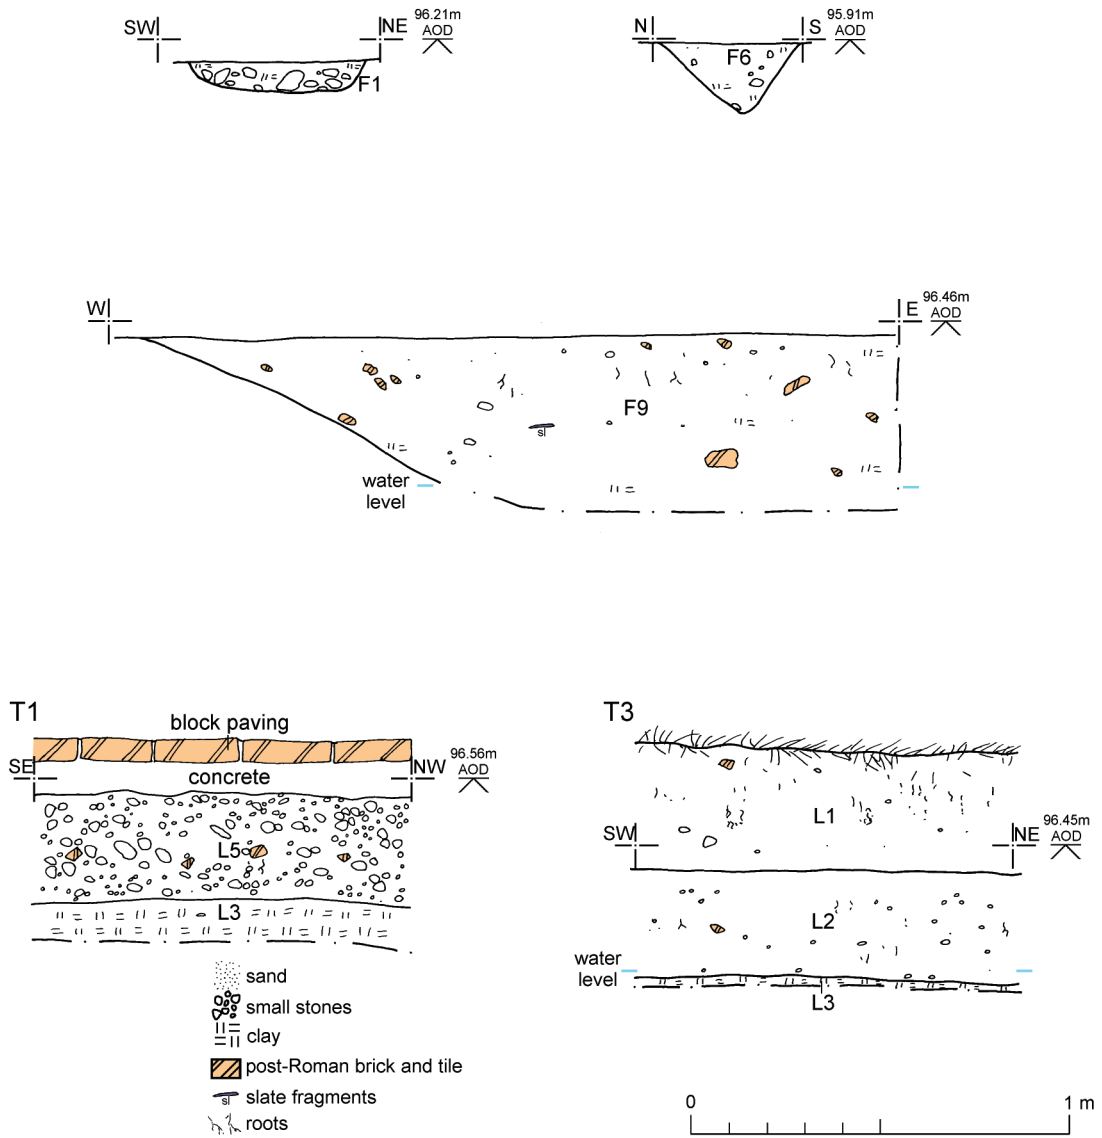 SW
NE
96.21m
AOD
F1
N
S
95.91m
AOD
F6
W
E
96.46m
AOD
F9
sl
water
level
T1
block paving
SE
concrete
NW
96.56m
AOD
L5
L3
sand
small stones
clay
post-Roman brick and tile
sl
slate fragments
roots
T3
L1
SW
NE
96.45m
AOD
L2
water
level
L3
0
1 m